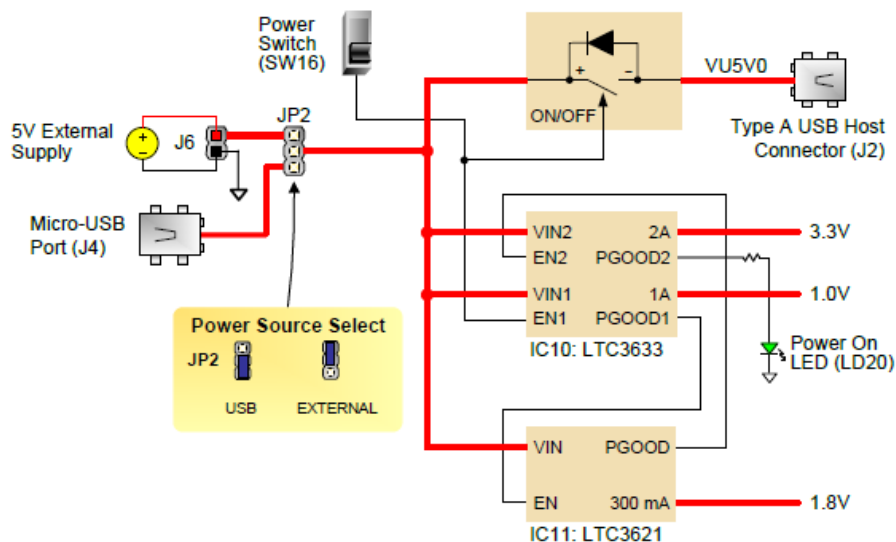 Power
Switch
(SW16)
+
−
ON/OFF
VU5V0
Type A USB Host
Connector (J2)
5V External
Supply
+
−
J6
JP2
Micro-USB
Port (J4)
VIN2
2A
3.3V
EN2
PGOOD2
VIN1
1A
1.0V
EN1
PGOOD1
IC10: LTC3633
Power On
LED (LD20)
Power Source Select
JP2
USB
EXTERNAL
VIN
PGOOD
EN
300 mA
1.8V
IC11: LTC3621